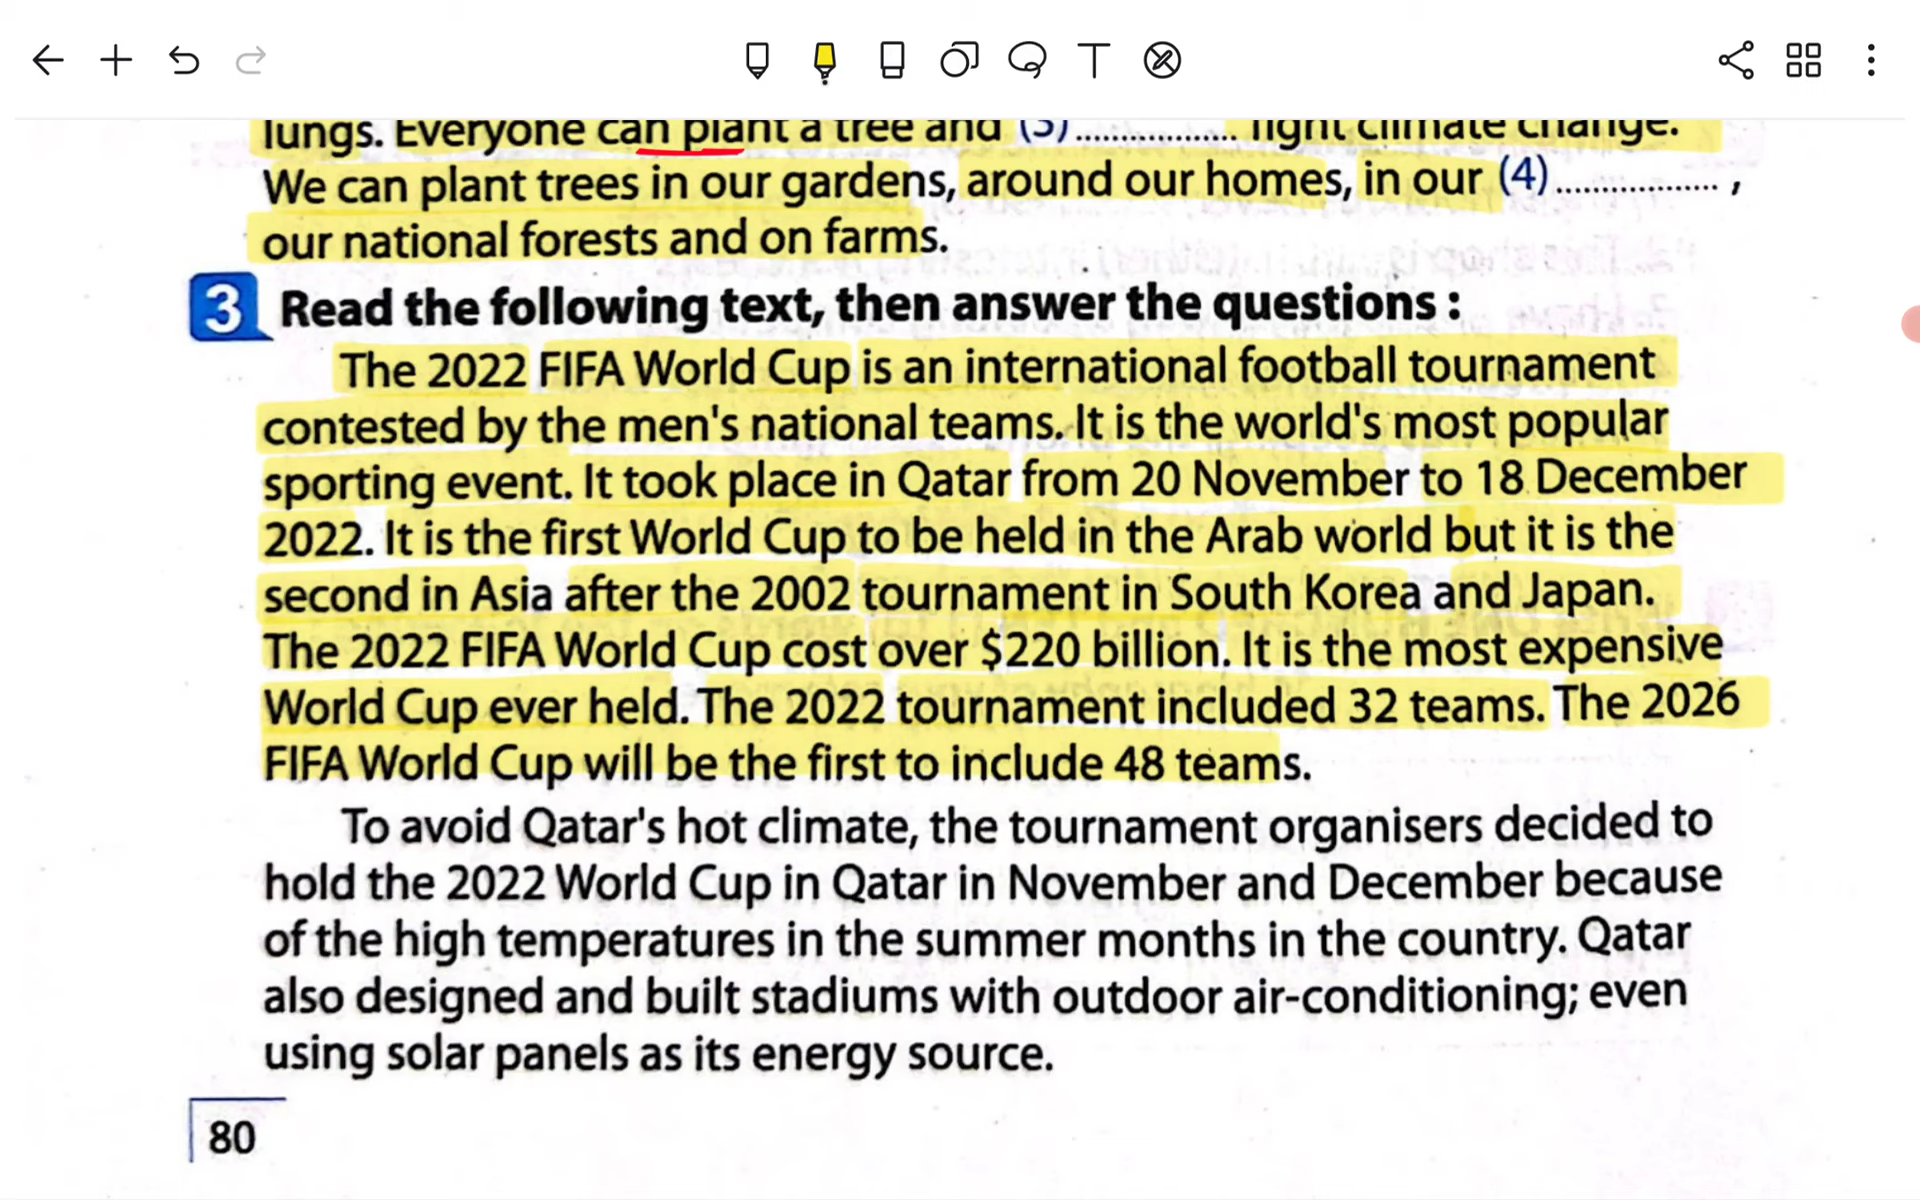 lungs. Everyone can plant a tree and (3)................. fight climate change.
We can plant trees in our gardens, around our homes, in our (4)................. ,
our national forests and on farms.
3 Read the following text, then answer the questions :
The 2022 FIFA World Cup is an international football tournament
contested by the men's national teams. It is the world's most popular
sporting event. It took place in Qatar from 20 November to 18 December
2022. It is the first World Cup to be held in the Arab world but it is the
second in Asia after the 2002 tournament in South Korea and Japan.
The 2022 FIFA World Cup cost over $220 billion. It is the most expensive
World Cup ever held. The 2022 tournament included 32 teams. The 2026
FIFA World Cup will be the first to include 48 teams.
To avoid Qatar's hot climate, the tournament organisers decided to
hold the 2022 World Cup in Qatar in November and December because
of the high temperatures in the summer months in the country. Qatar
also designed and built stadiums with outdoor air-conditioning; even
using solar panels as its energy source.
80